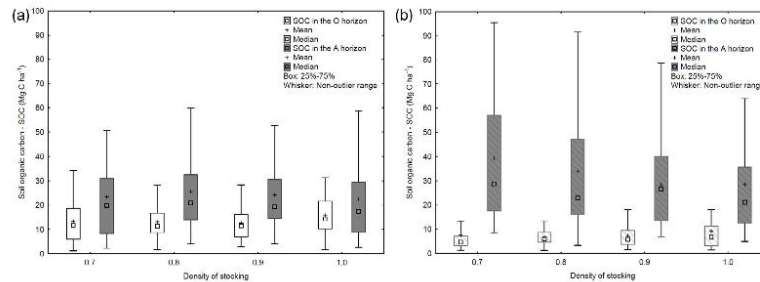 (a)
100
90
80
70
60
50
40
30
20
10
0
Soil organic carbon - SOC (Mg C ha⁻¹)
SOC in the O horizon
Mean
Median
SOC in the A horizon
Mean
Median
Box: 25%-75%
Whisker: Non-outlier range
0.7 0.8 0.9 1.0
Density of stocking
(b)
100
90
80
70
60
50
40
30
20
10
0
Soil organic carbon - SOC (Mg C ha⁻¹)
SOC in the O horizon
Mean
Median
SOC in the A horizon
Mean
Median
Box: 25%-75%
Whisker: Non-outlier range
0.7 0.8 0.9 1.0
Density of stocking